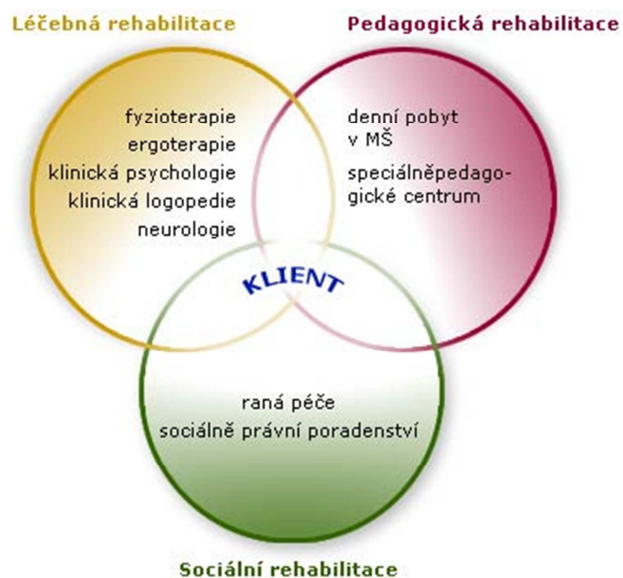 Léčebná rehabilitace
Pedagogická rehabilitace
fyzioterapie
ergoterapie
klinická psychologie
klinická logopedie
neurologie
denní pobyt
v MŠ
speciálněpedago-
gické centrum
KLIENT
raná péče
sociálně právní poradenství
Sociální rehabilitace